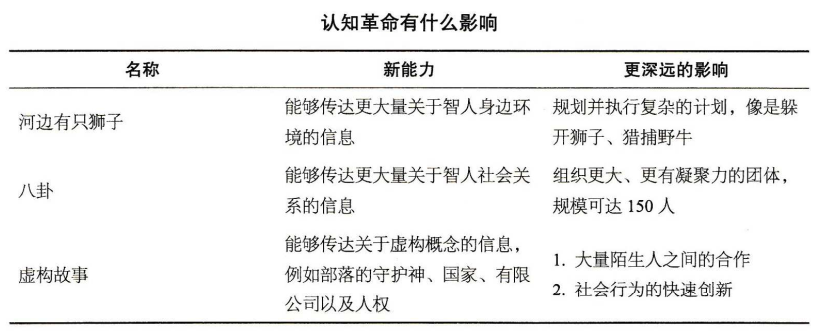 认知革命有什么影响
名称 新能力 更深远的影响
河边有只狮子
能够传达更大量关于智人身边环
境的信息
规划并执行复杂的计划，像是躲
开狮子、猎捕野牛
八卦
能够传达更大量关于智人社会关
系的信息
组织更大、更有凝聚力的团体，
规模可达 150 人
虚构故事
能够传达关于虚构概念的信息，
例如部落的守护神、国家、有限
公司以及人权
1. 大量陌生人之间的合作
2. 社会行为的快速创新